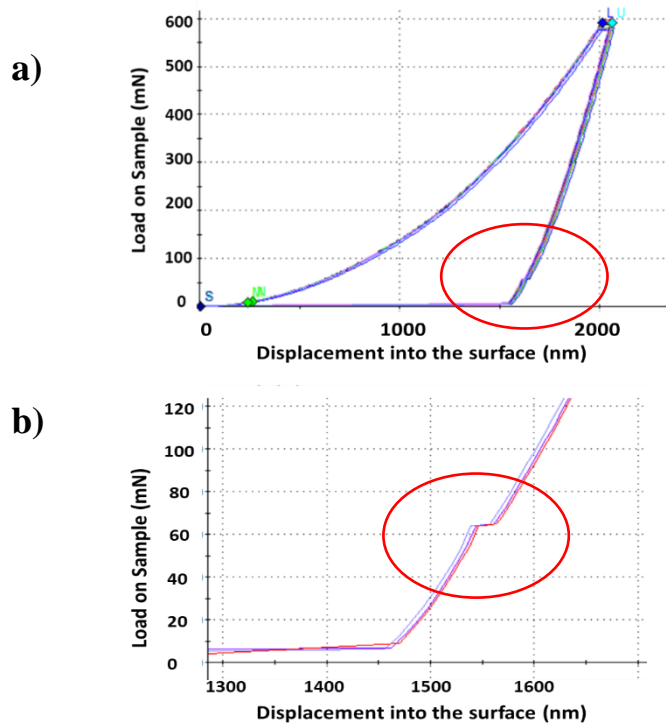 a)
Load on Sample (mN)
600
500
400
300
200
100
0
S
L U
0 1000 2000
Displacement into the surface (nm)
b)
Load on Sample (mN)
120
100
80
60
40
20
0
1300 1400 1500 1600
Displacement into the surface (nm)